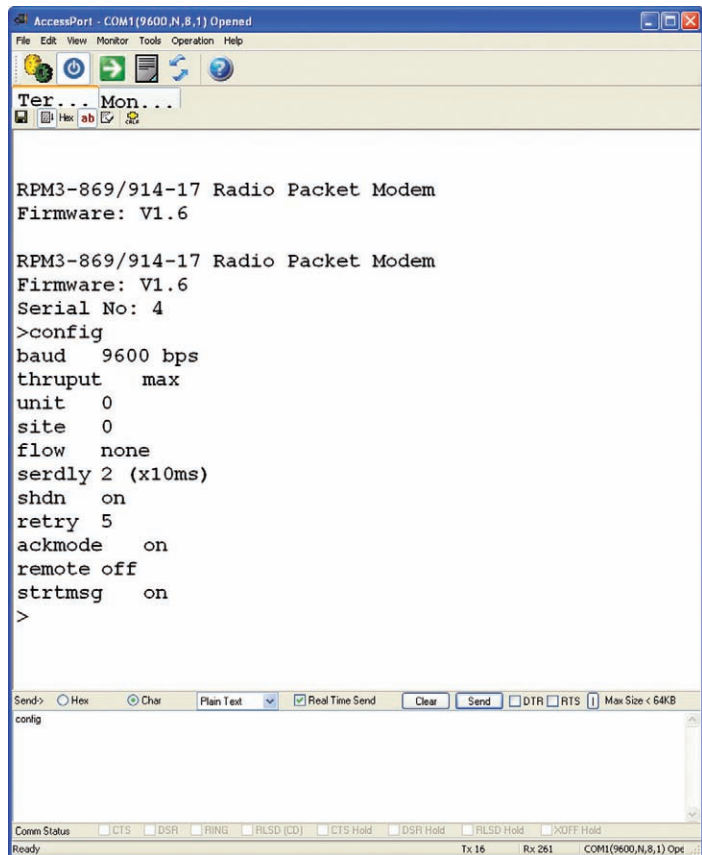 AccessPort - COM1(9600,N,8,1) Opened
File Edit View Monitor Tools Operation Help
Ter... Mon...
Hex ab
RPM3-869/914-17 Radio Packet Modem
Firmware: V1.6
RPM3-869/914-17 Radio Packet Modem
Firmware: V1.6
Serial No: 4
>config
baud 9600 bps
thruput max
unit 0
site 0
flow none
serdly 2 (x10ms)
shdn on
retry 5
ackmode on
remote off
strtmsg on
>
Send-> Hex Char Plain Text Real Time Send Clear Send DTR RTS Max Size < 64KB
config
Comm Status CTS DSR RING RLSD (CD) CTS Hold DSR Hold RLSD Hold XOFF Hold
Ready Tx 16 Rx 261 COM1(9600,N,8,1) Ope